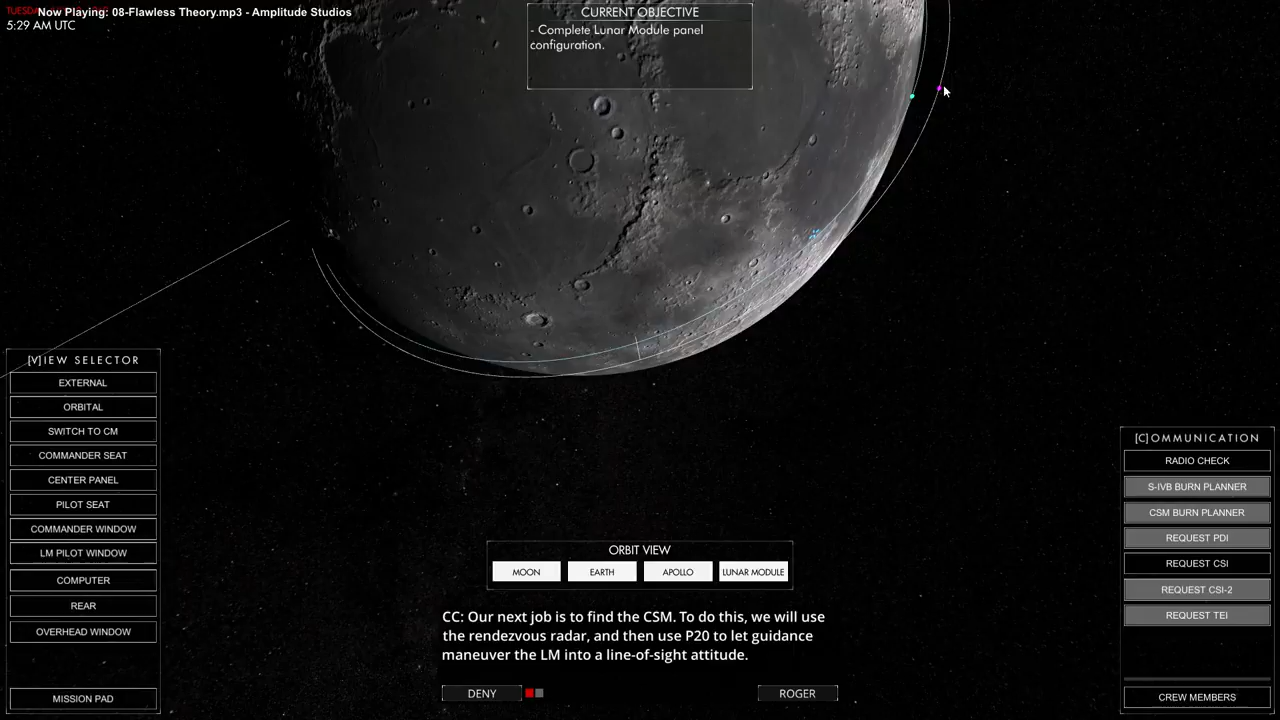 Now Playing: 08-Flawless Theory.mp3 - Amplitude Studios
5:29 AM UTC
CURRENT OBJECTIVE
- Complete Lunar Module panel
configuration.
[V]IEW SELECTOR
EXTERNAL
ORBITAL
SWITCH TO CM
COMMANDER SEAT
CENTER PANEL
PILOT SEAT
COMMANDER WINDOW
LM PILOT WINDOW
COMPUTER
REAR
OVERHEAD WINDOW
MISSION PAD
ORBIT VIEW
MOON EARTH APOLLO LUNAR MODULE
CC: Our next job is to find the CSM. To do this, we will use
the rendezvous radar, and then use P20 to let guidance
maneuver the LM into a line-of-sight attitude.
DENY ROGER
[C]OMMUNICATION
RADIO CHECK
S-IVB BURN PLANNER
CSM BURN PLANNER
REQUEST PDI
REQUEST CSI
REQUEST CSI-2
REQUEST TEI
CREW MEMBERS